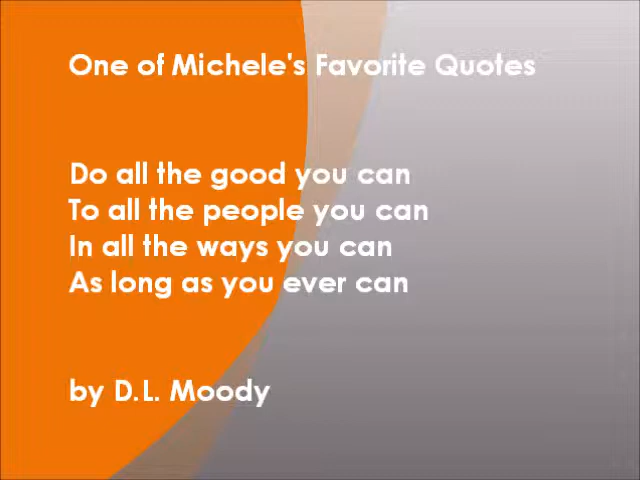 One of Michele's Favorite Quotes
Do all the good you can
To all the people you can
In all the ways you can
As long as you ever can
by D.L. Moody